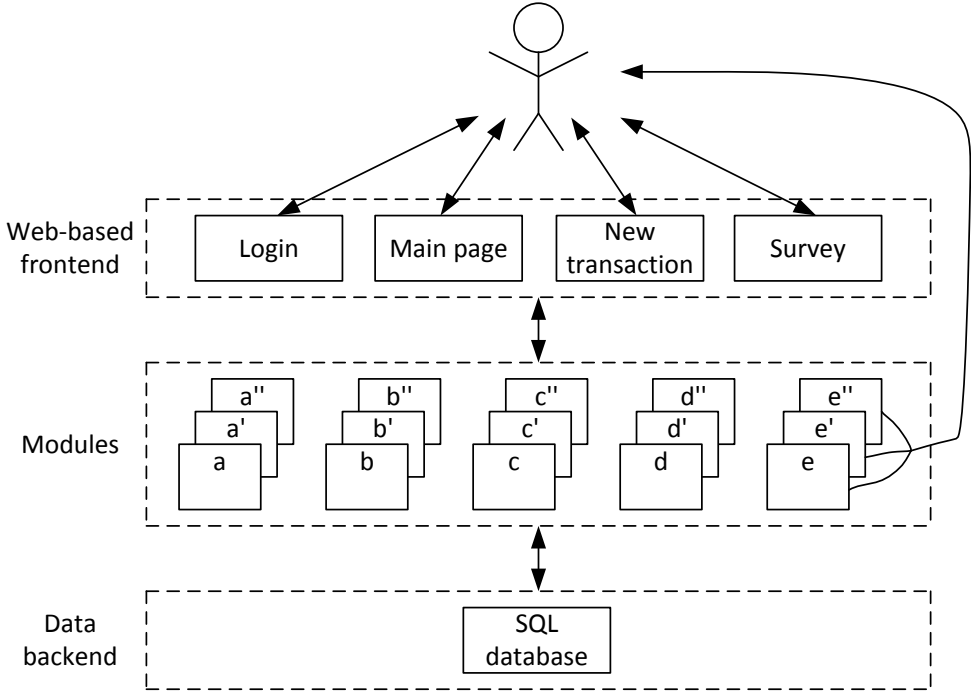 Web-based
frontend
Login
Main page
New
transaction
Survey
Modules
a''
a'
a
b''
b'
b
c''
c'
c
d''
d'
d
e''
e'
e
Data
backend
SQL
database